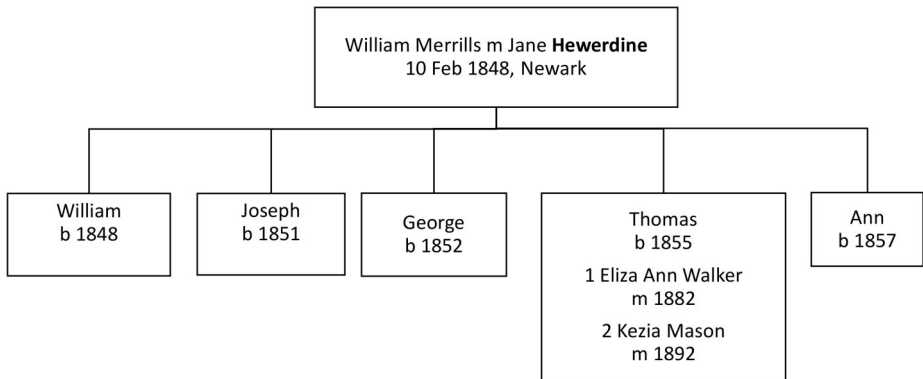 William Merrills m Jane Hewerdine
10 Feb 1848, Newark
William
b 1848
Joseph
b 1851
George
b 1852
Thomas
b 1855
1 Eliza Ann Walker
m 1882
2 Kezia Mason
m 1892
Ann
b 1857